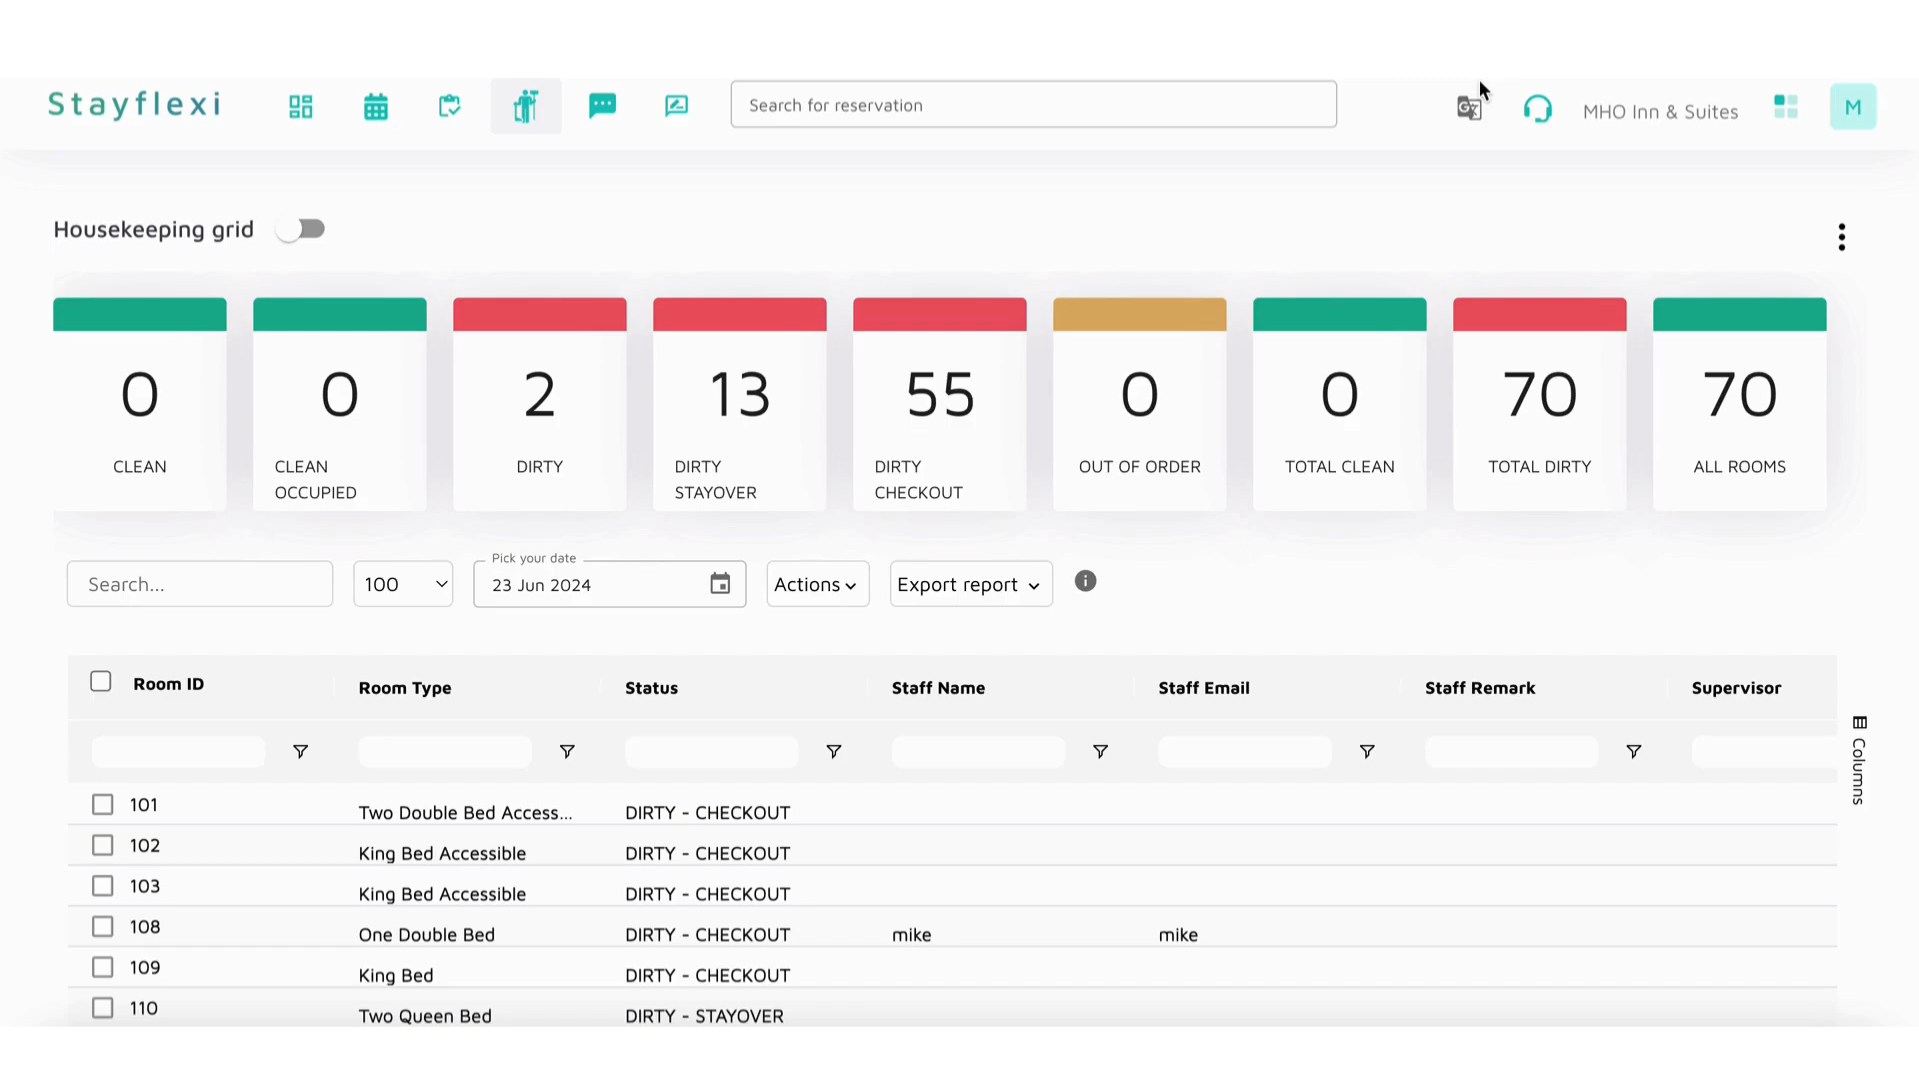 Stayflexi
Search for reservation
MHO Inn & Suites
M
Housekeeping grid
0
CLEAN
0
CLEAN
OCCUPIED
2
DIRTY
13
DIRTY
STAYOVER
55
DIRTY
CHECKOUT
0
OUT OF ORDER
0
TOTAL CLEAN
70
TOTAL DIRTY
70
ALL ROOMS
Search...
100
Pick your date
23 Jun 2024
Actions
Export report
Room ID Room Type Status Staff Name Staff Email Staff Remark Supervisor
Columns
101 Two Double Bed Access... DIRTY - CHECKOUT
102 King Bed Accessible DIRTY - CHECKOUT
103 King Bed Accessible DIRTY - CHECKOUT
108 One Double Bed DIRTY - CHECKOUT mike mike
109 King Bed DIRTY - CHECKOUT
110 Two Queen Bed DIRTY - STAYOVER